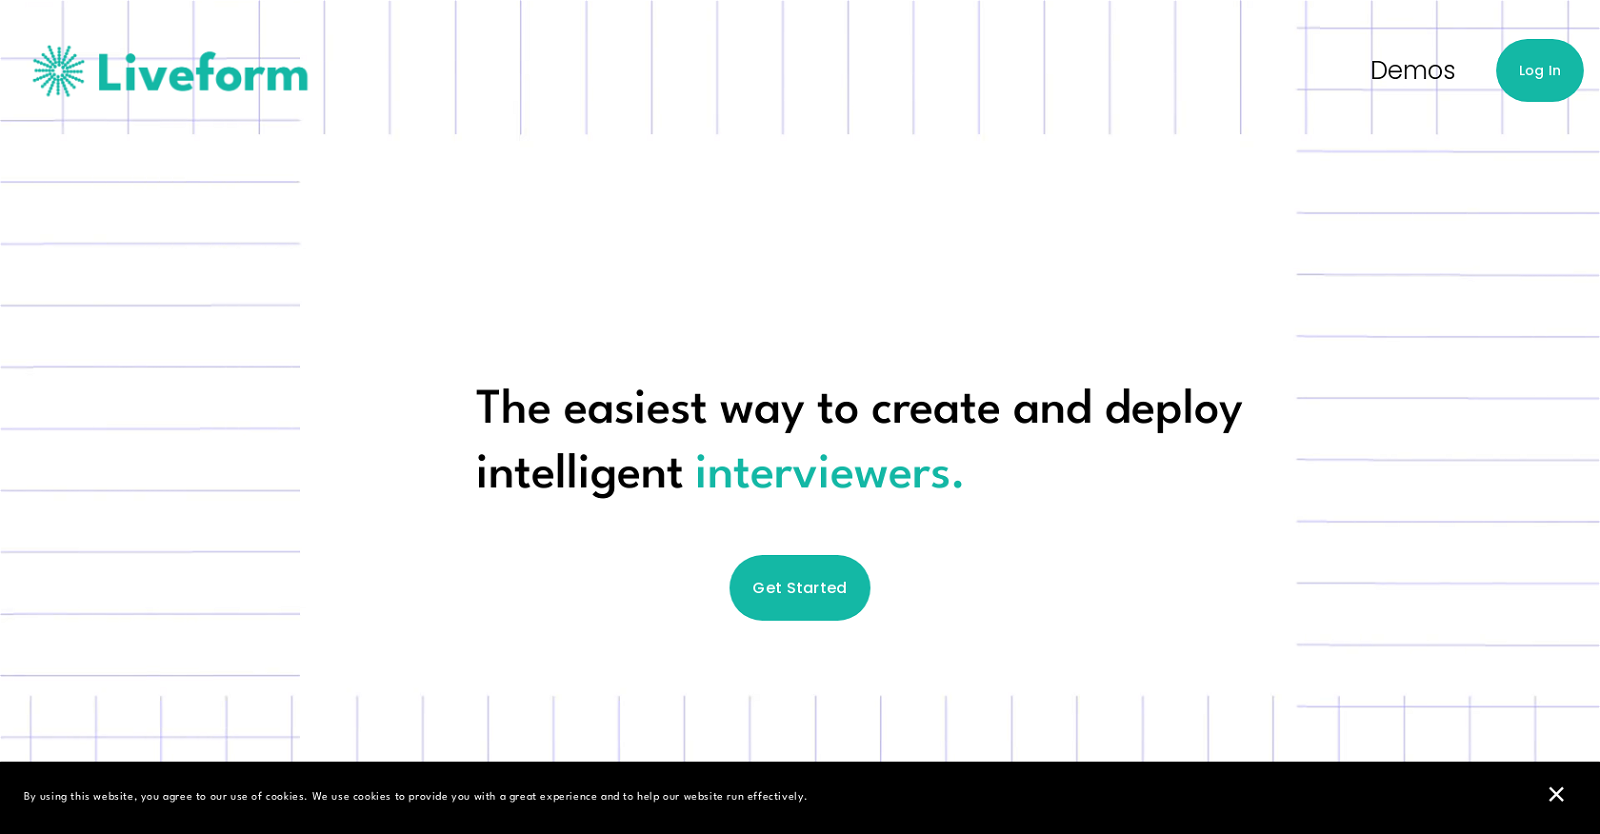 Liveform
Demos
Log In
The easiest way to create and deploy
intelligent interviewers.
Get Started
By using this website, you agree to our use of cookies. We use cookies to provide you with a great experience and to help our website run effectively.